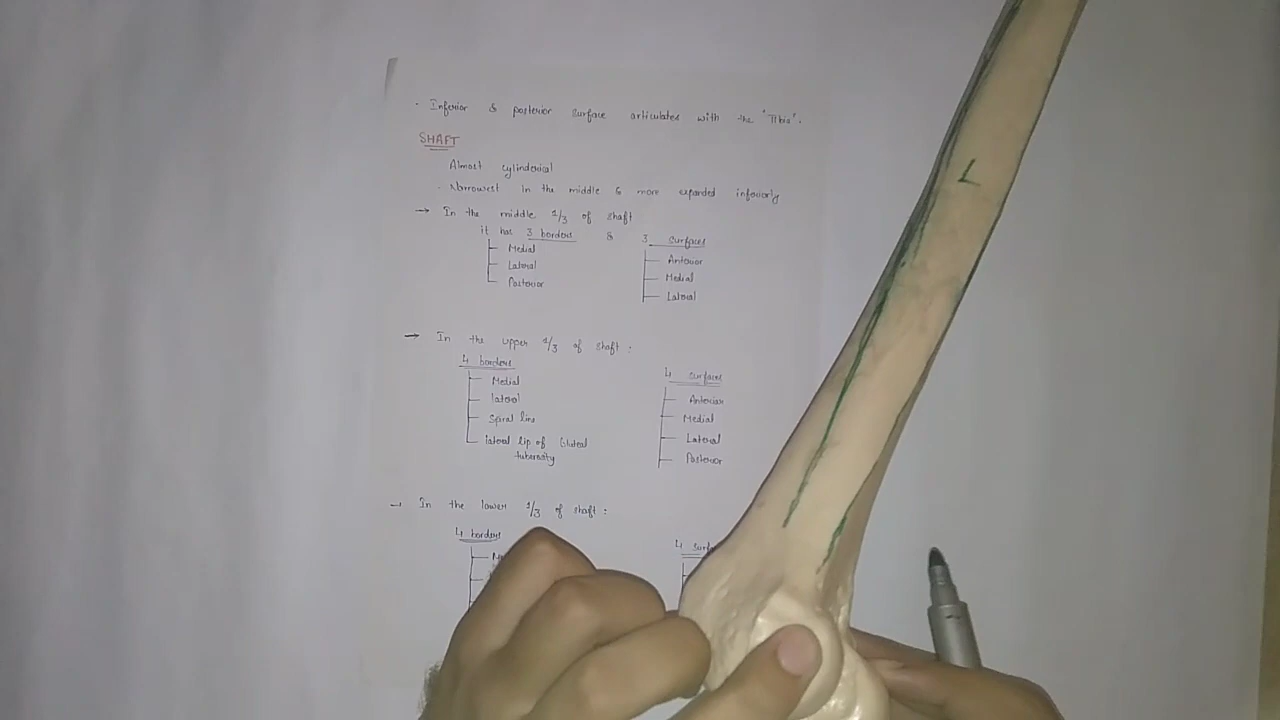 · Inferior & posterior surface articulates with the 'Tibia'.
SHAFT
Almost cylinderical
· Narrowest in the middle & more expanded inferiorly
→ In the middle 1/3 of shaft
it has 3 borders & 3 surfaces
Medial Anterior
Lateral Medial
Posterior Lateral
→ In the upper 1/3 of shaft :
4 borders 4 surfaces
Medial Anterior
lateral Medial
Spiral line Lateral
lateral lip of Gluteal Posterior
tuberosity
→ In the lower 1/3 of shaft :
4 borders 4
L